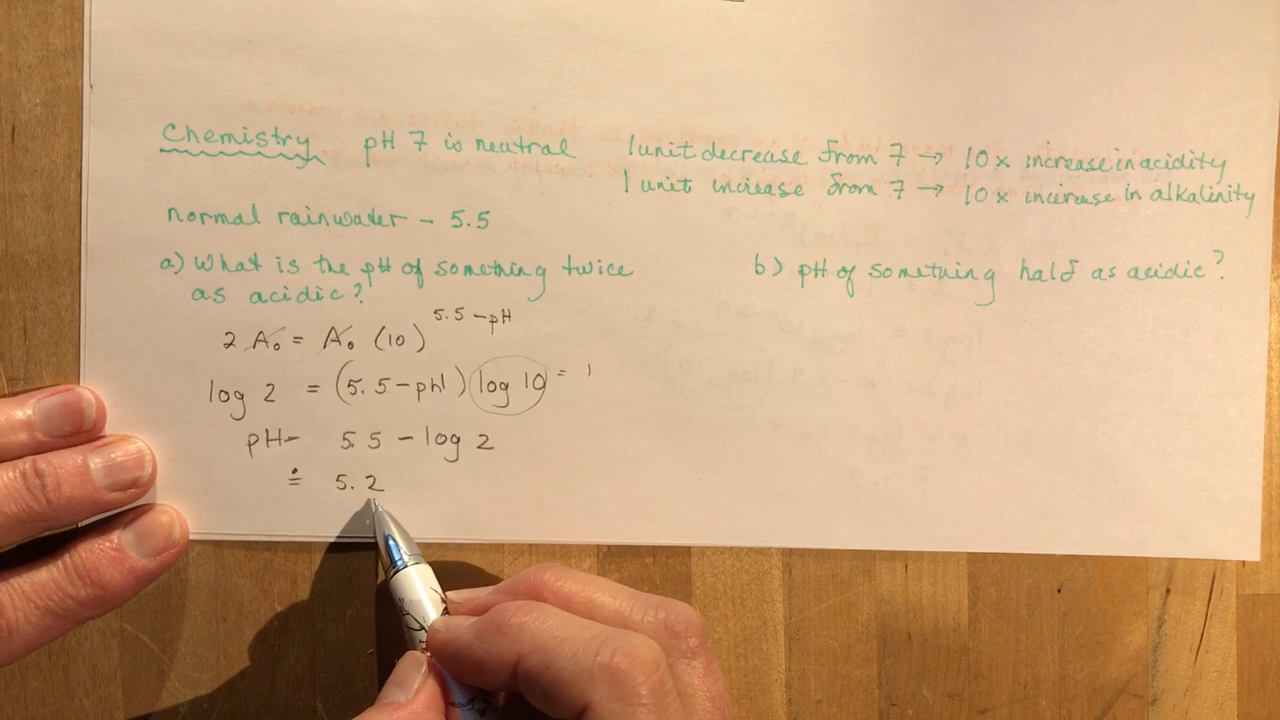 Chemistry pH 7 is neutral 1 unit decrease from 7 → 10x increase in acidity
1 unit increase from 7 → 10x increase in alkalinity
normal rainwater - 5.5
a) What is the pH of something twice
as acidic?
b) pH of something half as acidic?
2 A₀ = A₀ (10)^5.5-pH
log 2 = (5.5-pH) log 10 = 1
pH = 5.5 - log 2
≐ 5.2